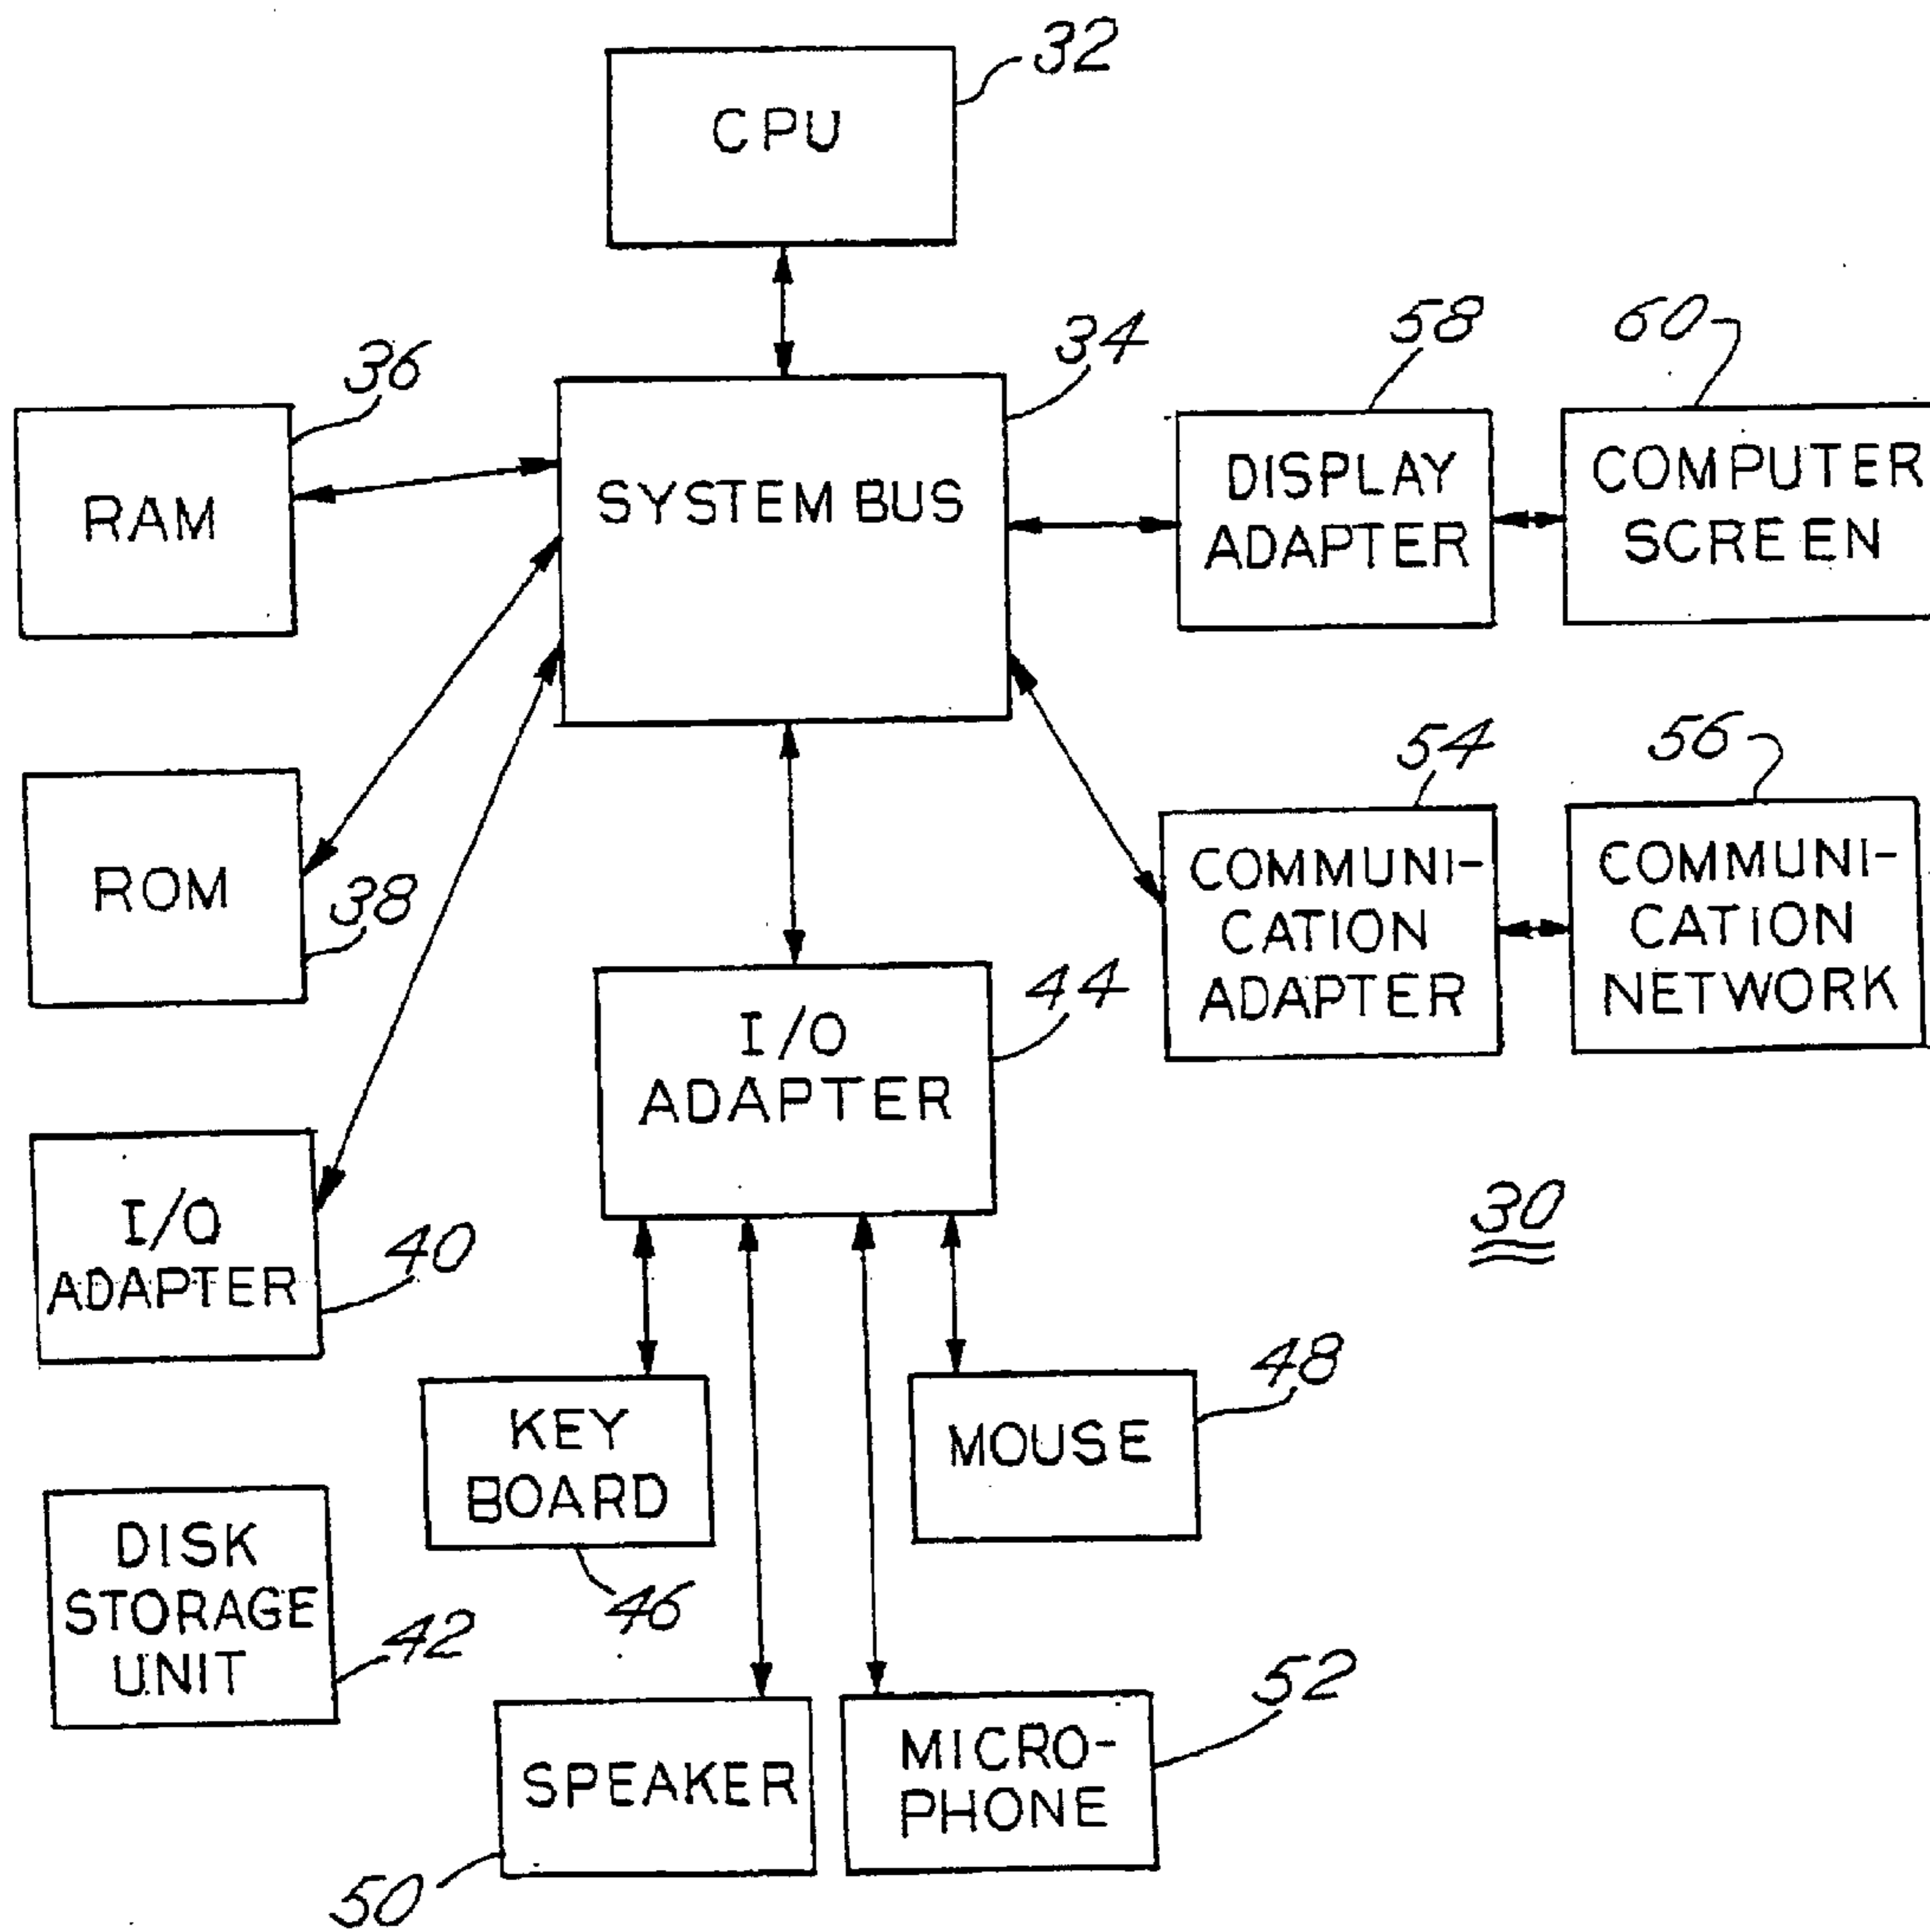 32
CPU
34
58
60
36
RAM
SYSTEM BUS
DISPLAY
ADAPTER
COMPUTER
SCREEN
54
56
ROM
38
COMMUNI-
CATION
ADAPTER
COMMUNI-
CATION
NETWORK
44
I/O
ADAPTER
30
I/O
ADAPTER
40
48
KEY
BOARD
MOUSE
46
DISK
STORAGE
UNIT
42
52
SPEAKER
MICRO-
PHONE
50